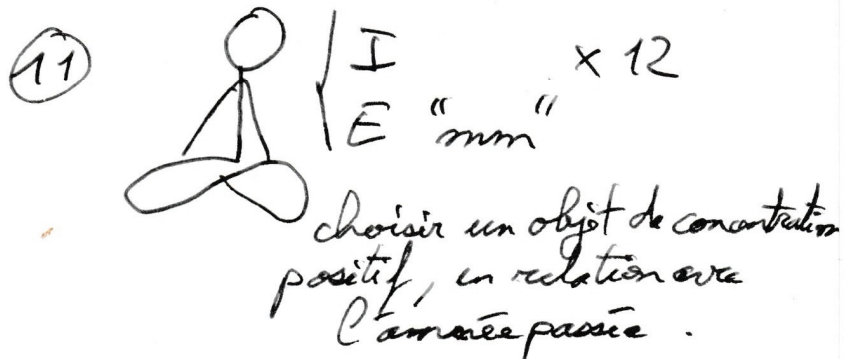 11
I × 12
E "mm"
choisir un objet de concentration
positif, en relation avec
l'année passée.